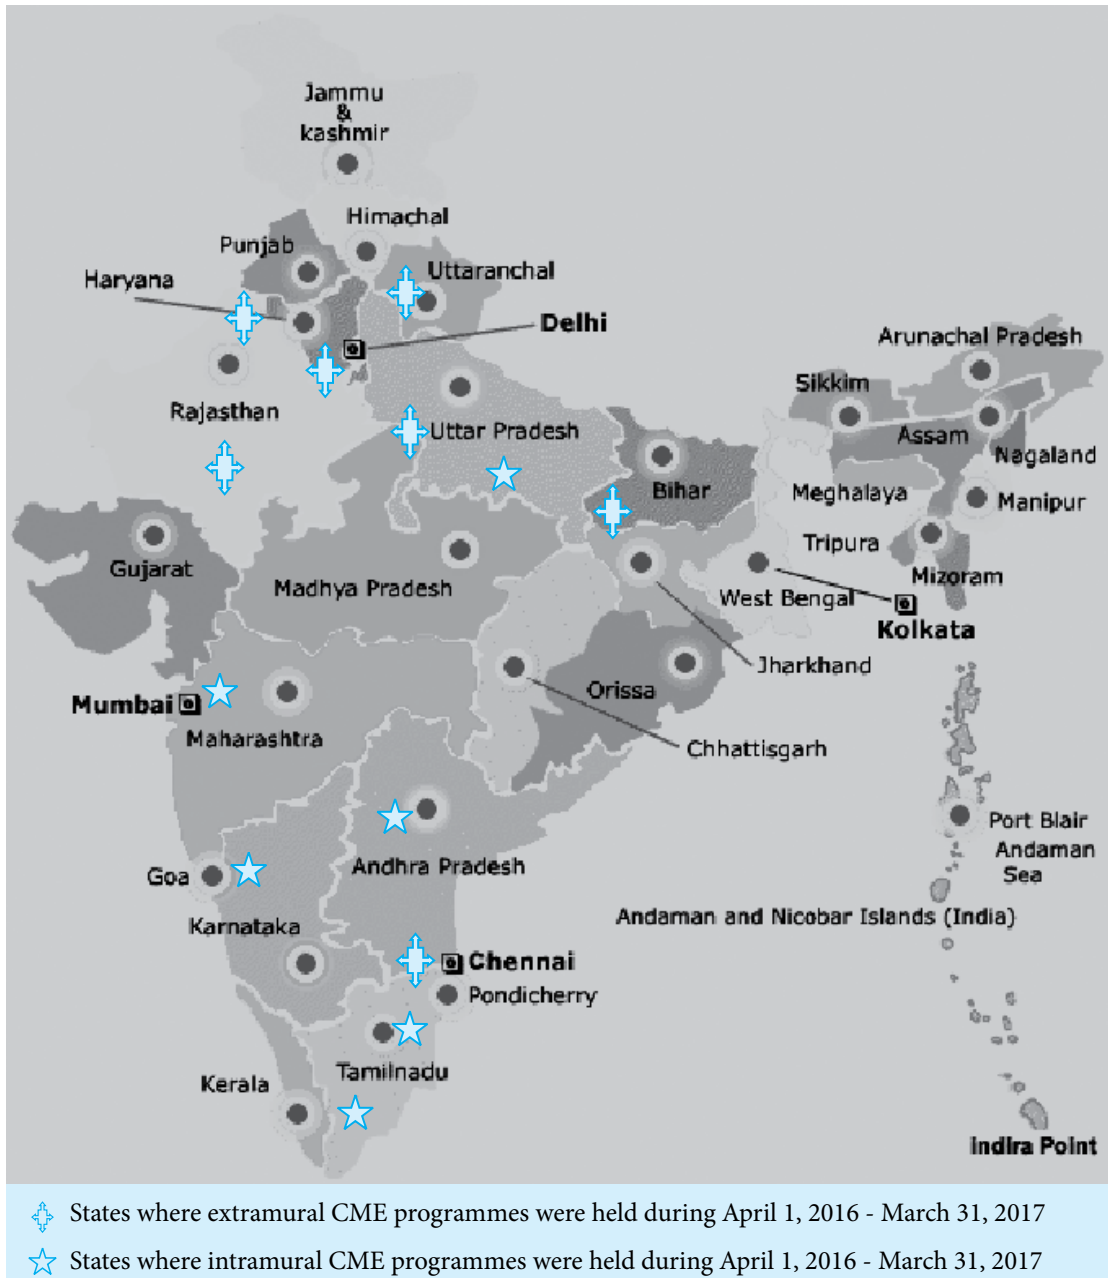 Jammu
&
kashmir
Himachal
Punjab
Uttaranchal
Haryana
Delhi
Arunachal Pradesh
Sikkim
Rajasthan
Uttar Pradesh
Assam
Nagaland
Bihar
Meghalaya
Manipur
Tripura
Gujarat
Mizoram
Madhya Pradesh
West Bengal
Kolkata
Jharkhand
Orissa
Mumbai
Maharashtra
Chhattisgarh
Port Blair
Andaman
Sea
Andhra Pradesh
Goa
Andaman and Nicobar Islands (India)
Karnataka
Chennai
Pondicherry
Tamilnadu
Kerala
indira Point
States where extramural CME programmes were held during April 1, 2016 - March 31, 2017
States where intramural CME programmes were held during April 1, 2016 - March 31, 2017